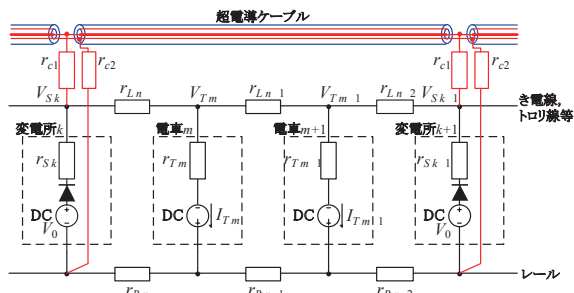 超電導ケーブル
rc1 rc2 rc1 rc2
VSk rLn VTm rLn 1 VTm 1 rLn 2 VSk 1
き電線,
トロリ線等
変電所k 電車m 電車m+1 変電所k+1
rSk rTm rTm 1 rSk 1
DC DC ITm DC ITm 1 DC
V0 V0
レール